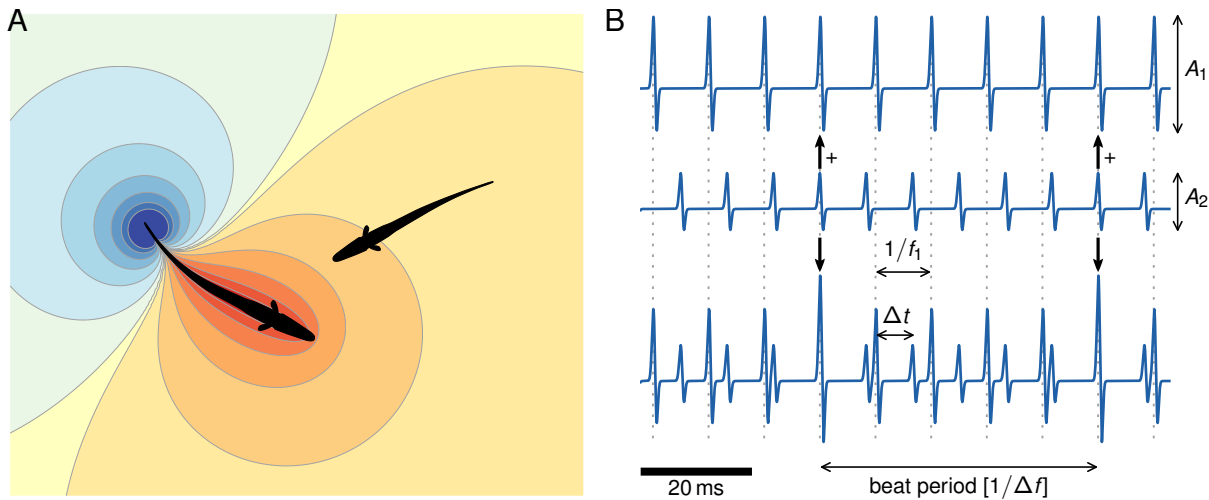 A
B
A₁
+
+
A₂
1/f₁
Δt
20 ms
beat period [1/Δf]